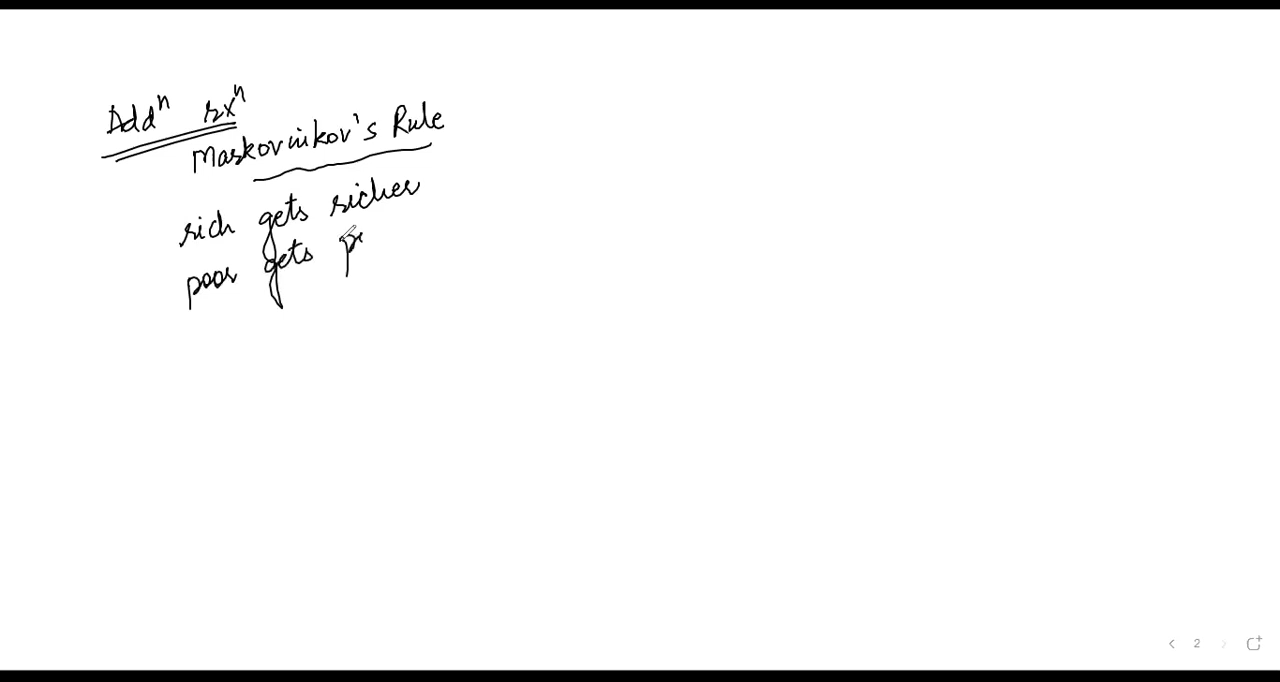 Addⁿ rxⁿ
Markovnikov's Rule
rich gets richer
poor gets p
2